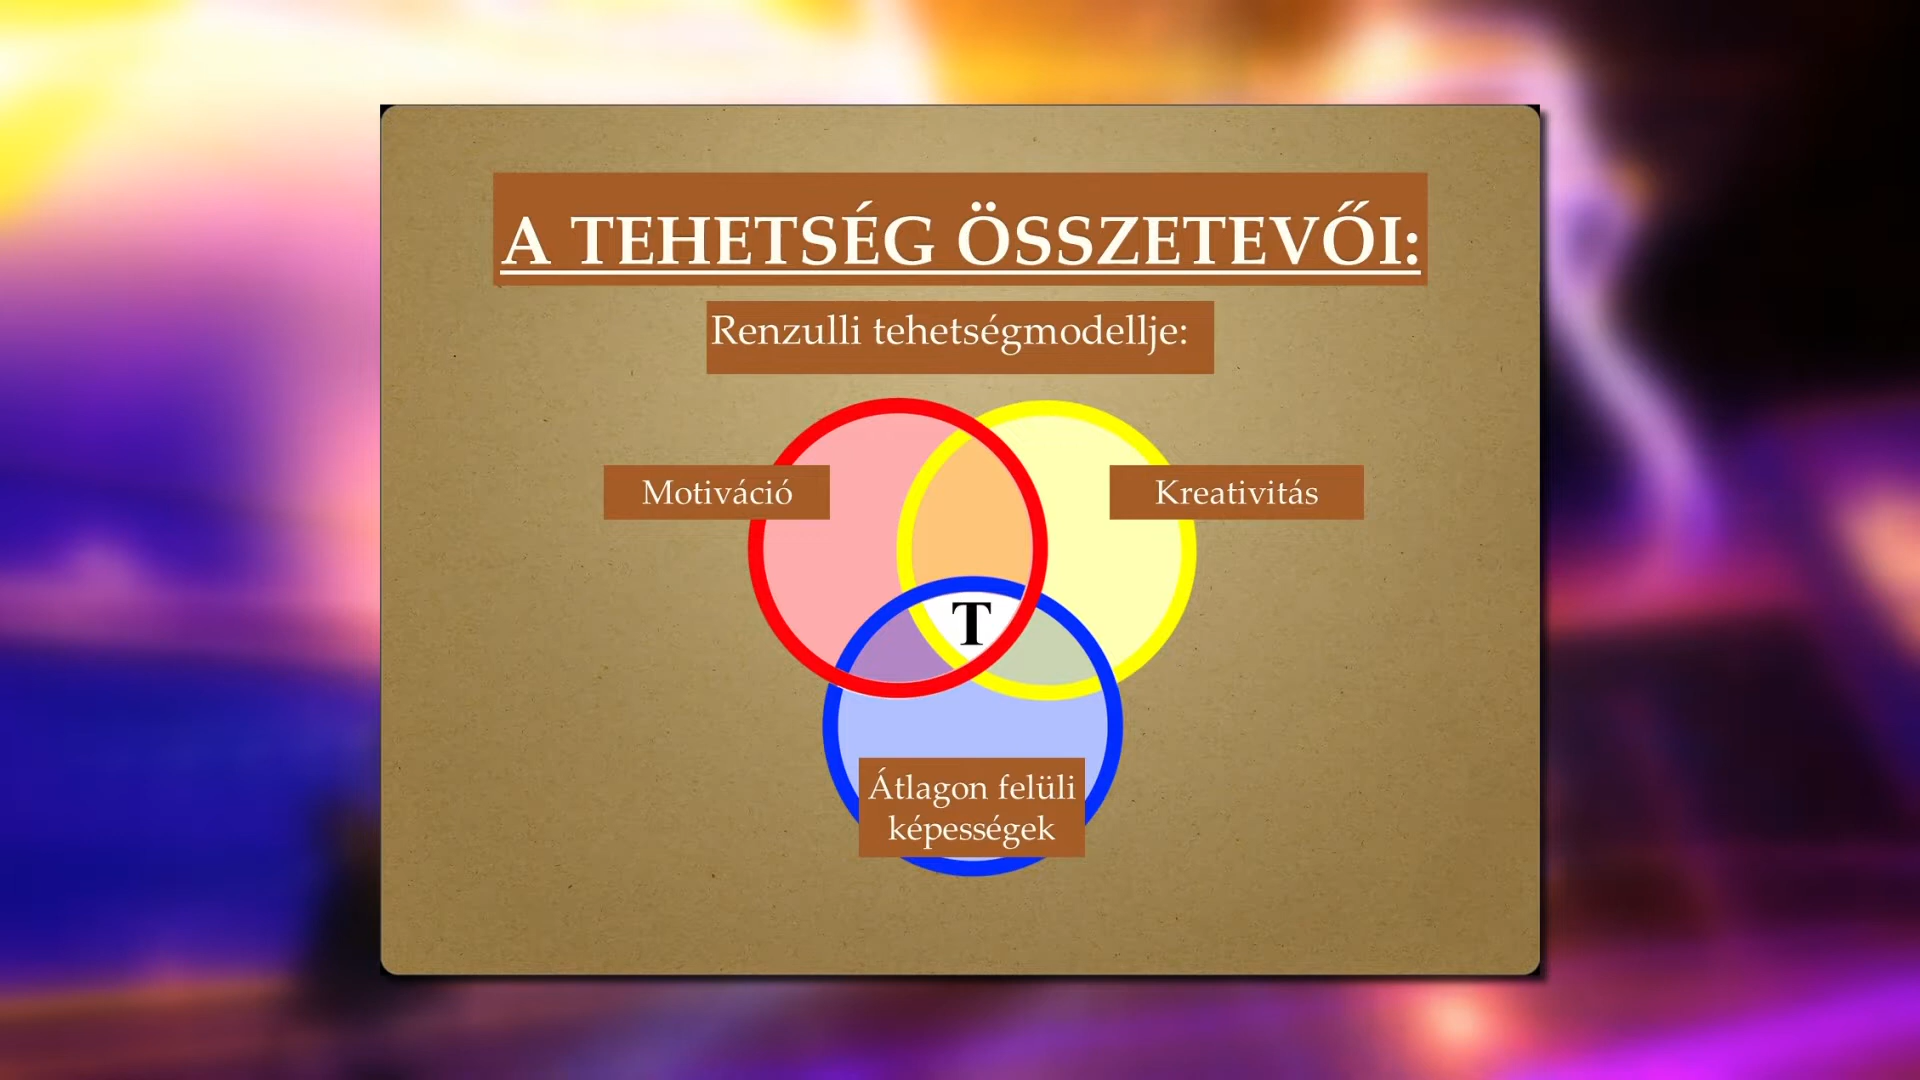 A TEHETSÉG ÖSSZETEVŐI:
Renzulli tehetségmodellje:
Motiváció
Kreativitás
T
Átlagon felüli
képességek